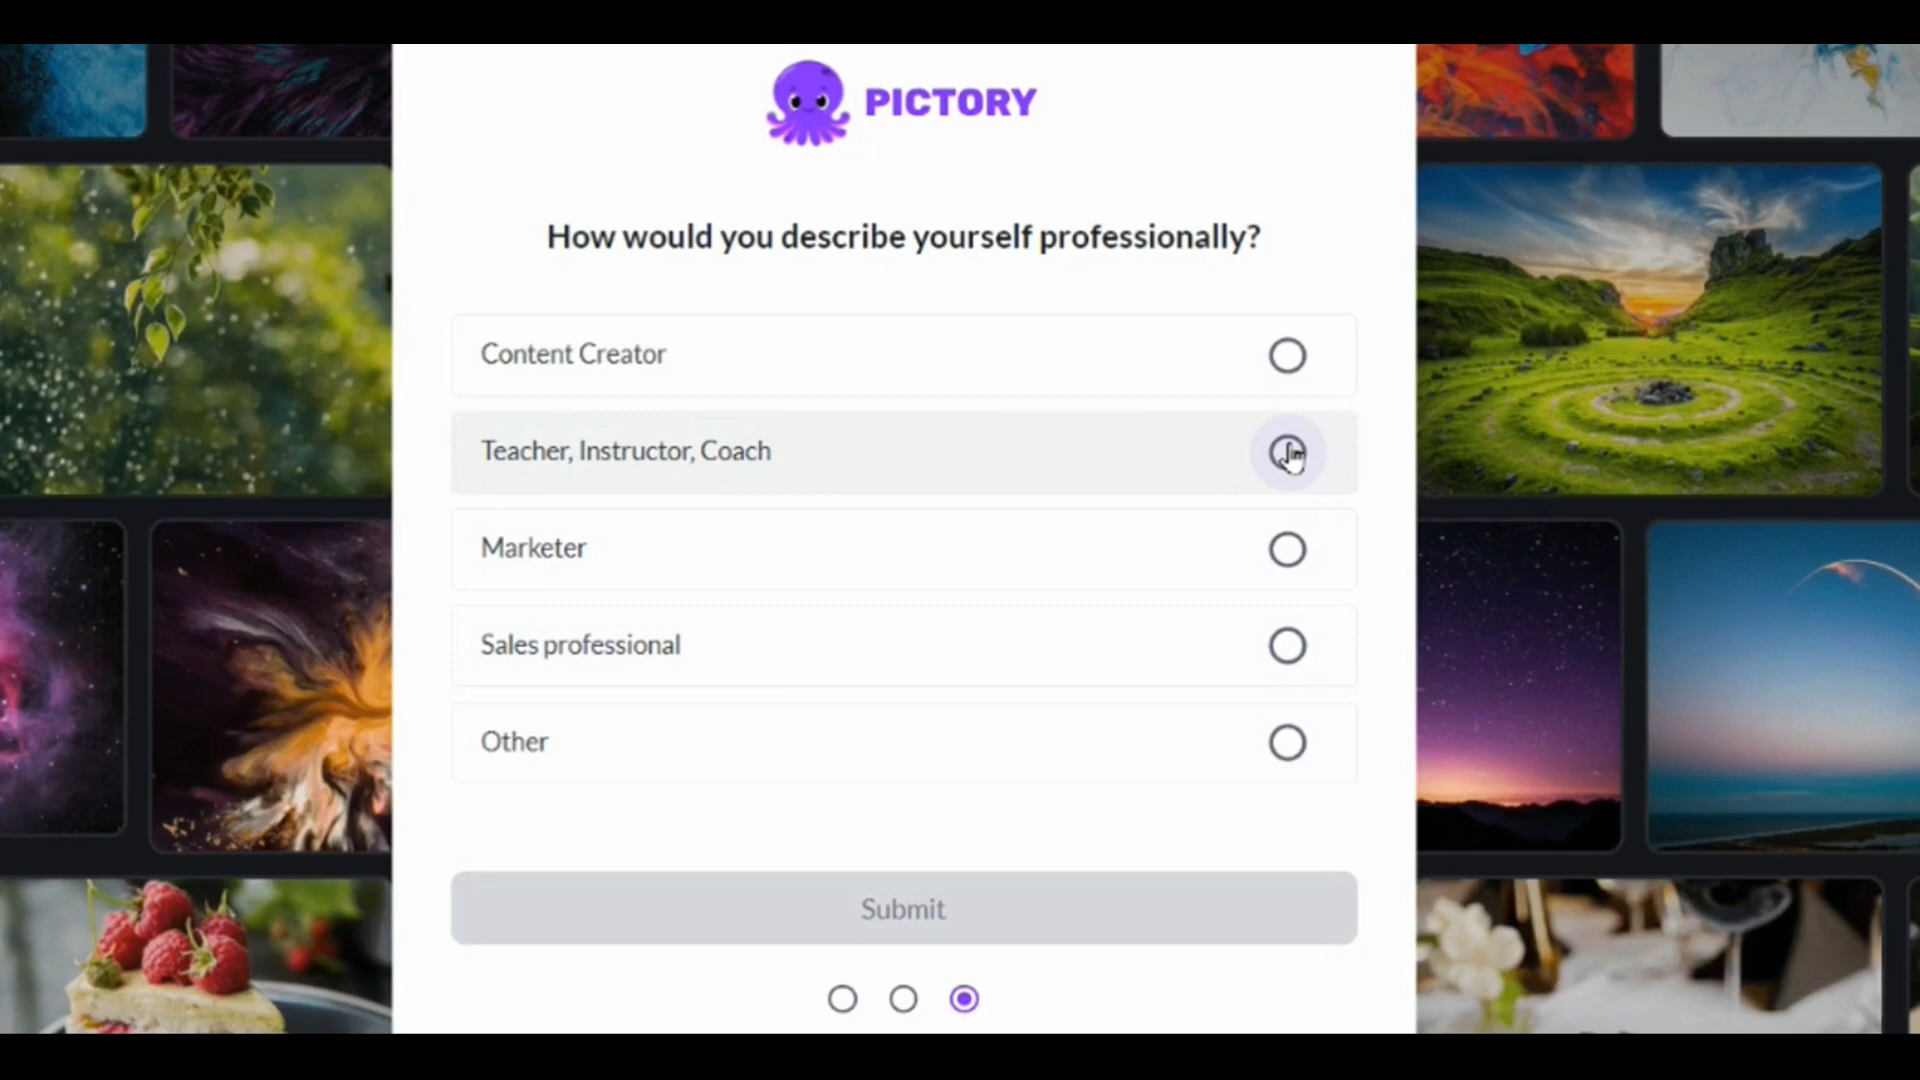 PICTORY
How would you describe yourself professionally?
Content Creator
Teacher, Instructor, Coach
Marketer
Sales professional
Other
Submit